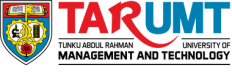 TARUMT
TUNKU ABDUL RAHMAN UNIVERSITY OF
MANAGEMENT AND TECHNOLOGY